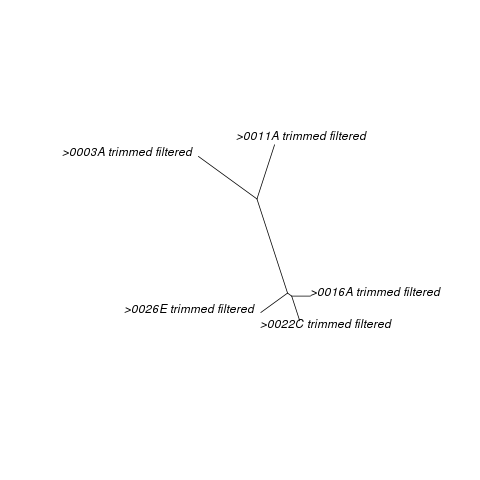 >0011A trimmed filtered
>0003A trimmed filtered
>0016A trimmed filtered
>0026E trimmed filtered
>0022C trimmed filtered